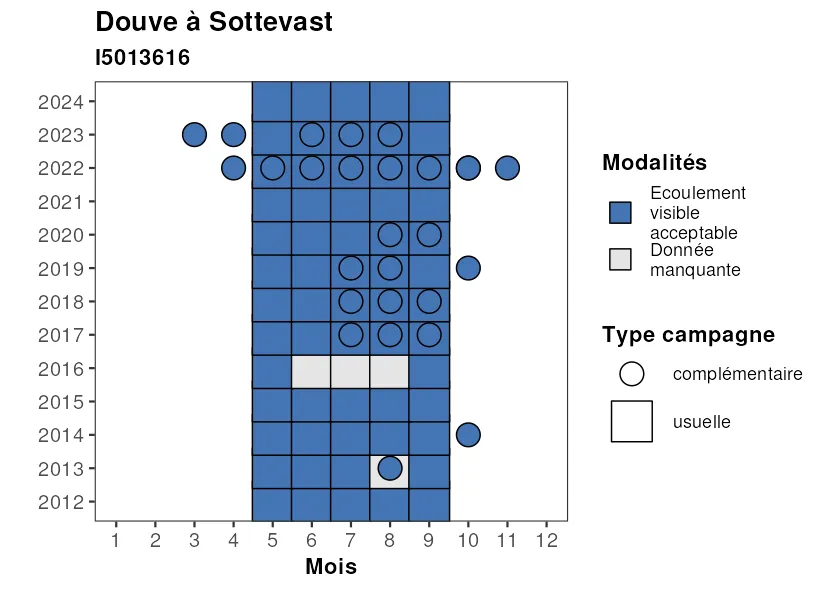 Douve à Sottevast
I5013616
2024
2023
2022
2021
2020
2019
2018
2017
2016
2015
2014
2013
2012
1 2 3 4 5 6 7 8 9 10 11 12
Mois
Modalités
Ecoulement
visible
acceptable
Donnée
manquante
Type campagne
complémentaire
usuelle